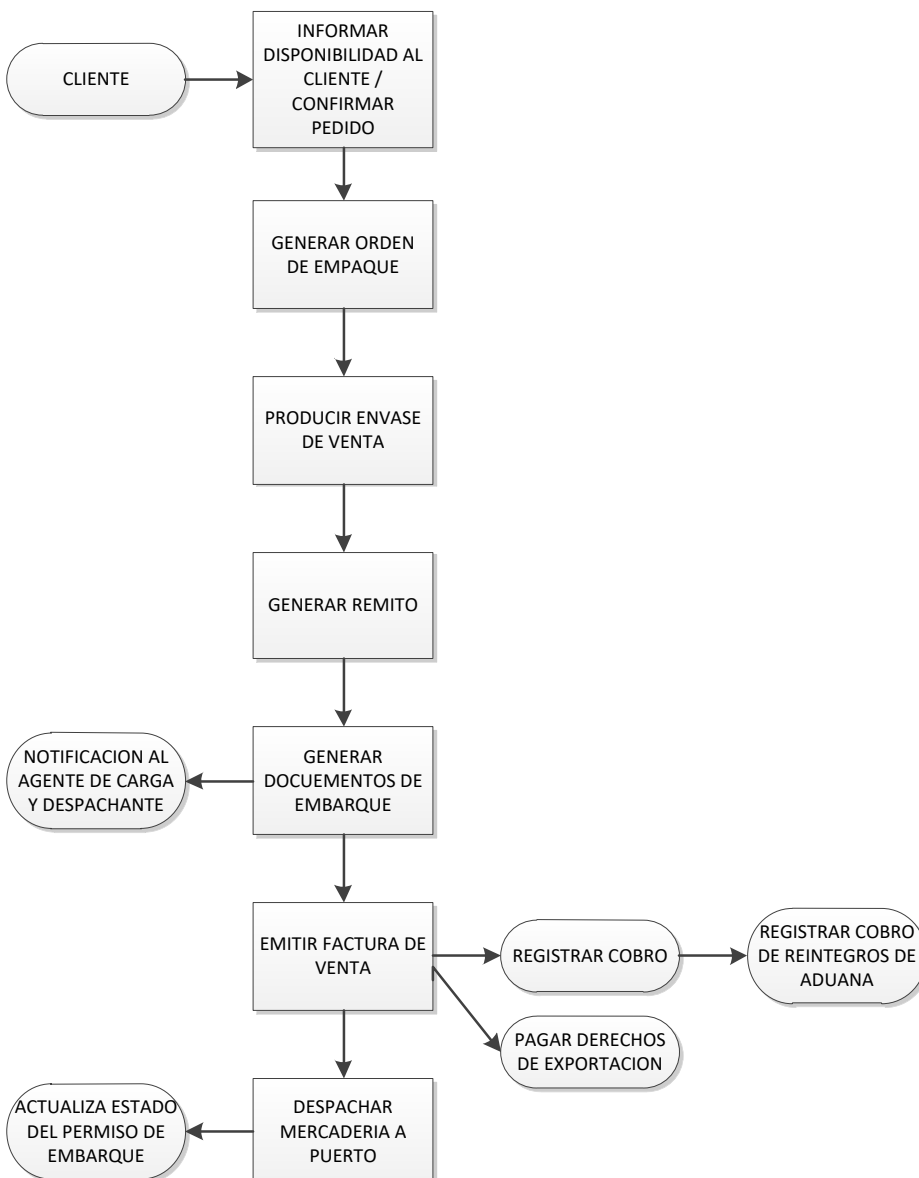 CLIENTE
INFORMAR
DISPONIBILIDAD AL
CLIENTE /
CONFIRMAR
PEDIDO
GENERAR ORDEN
DE EMPAQUE
PRODUCIR ENVASE
DE VENTA
GENERAR REMITO
NOTIFICACION AL
AGENTE DE CARGA
Y DESPACHANTE
GENERAR
DOCUEMENTOS DE
EMBARQUE
EMITIR FACTURA DE
VENTA
REGISTRAR COBRO
REGISTRAR COBRO
DE REINTEGROS DE
ADUANA
PAGAR DERECHOS
DE EXPORTACION
ACTUALIZA ESTADO
DEL PERMISO DE
EMBARQUE
DESPACHAR
MERCADERIA A
PUERTO